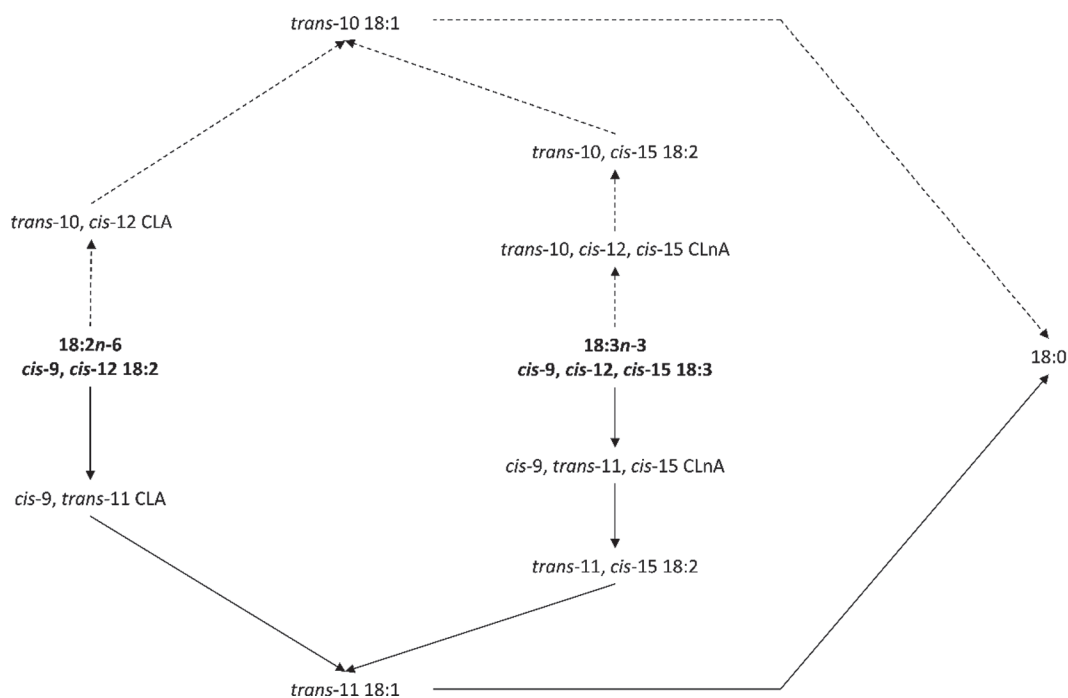 trans-10 18:1
trans-10, cis-15 18:2
trans-10, cis-12 CLA
trans-10, cis-12, cis-15 CLnA
18:2n-6
cis-9, cis-12 18:2
18:3n-3
cis-9, cis-12, cis-15 18:3
18:0
cis-9, trans-11, cis-15 CLnA
cis-9, trans-11 CLA
trans-11, cis-15 18:2
trans-11 18:1